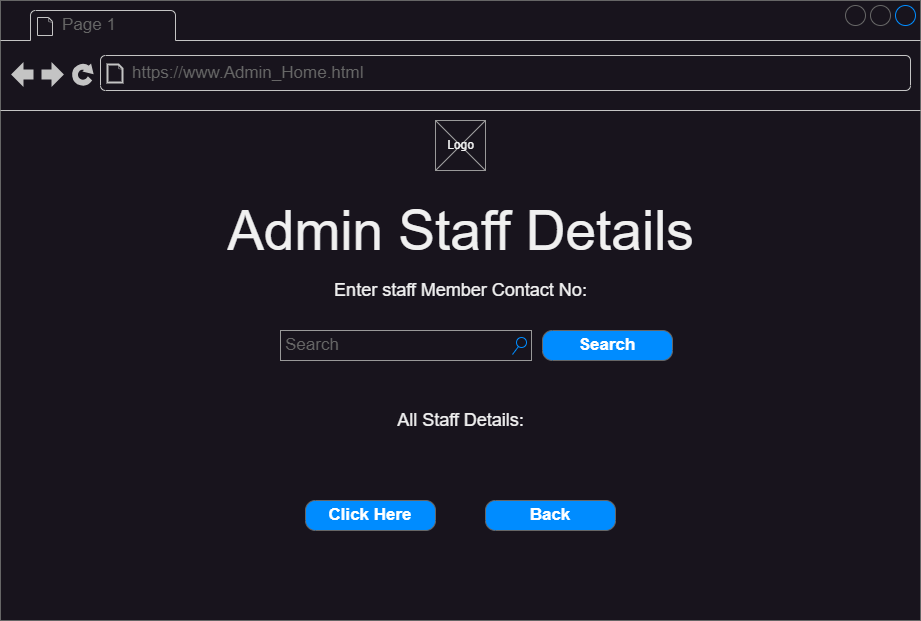 Page 1
https://www.Admin_Home.html
Logo
Admin Staff Details
Enter staff Member Contact No:
Search Search
All Staff Details:
Click Here Back